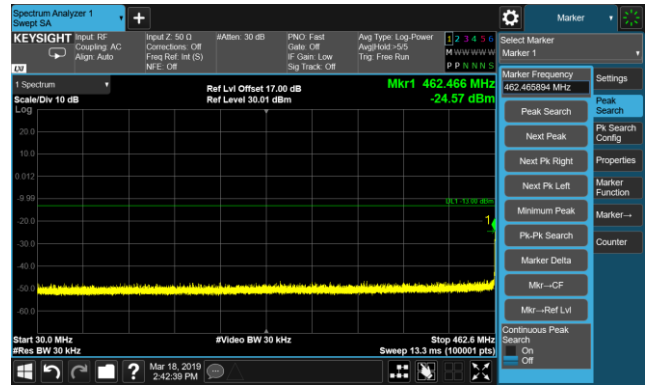 Spectrum Analyzer 1
Swept SA
Marker
KEYSIGHT
Input: RF
Coupling: AC
Align: Auto
Input Z: 50 Ω
Corrections: Off
Freq Ref: Int (S)
NFE: Off
#Atten: 30 dB
PNO: Fast
Gate: Off
IF Gain: Low
Sig Track: Off
Avg Type: Log-Power
Avg|Hold:>5/5
Trig: Free Run
1 2 3 4 5 6
M W W W W W
P P N N N S
LXI
Select Marker
Marker 1
1 Spectrum
Scale/Div 10 dB
Log
Ref Lvl Offset 17.00 dB
Ref Level 30.01 dBm
Mkr1 462.466 MHz
-24.57 dBm
20.0
10.0
0.012
-9.99
-20.0
-30.0
-40.0
-50.0
-60.0
DL1 -13.00 dBm
1
Start 30.0 MHz
#Res BW 30 kHz
#Video BW 30 kHz
Stop 462.6 MHz
Sweep 13.3 ms (100001 pts)
Marker Frequency
462.465894 MHz
Peak Search
Next Peak
Next Pk Right
Next Pk Left
Minimum Peak
Pk-Pk Search
Marker Delta
Mkr→CF
Mkr→Ref Lvl
Continuous Peak
Search
On
Off
Settings
Peak
Search
Pk Search
Config
Properties
Marker
Function
Marker→
Counter
?
Mar 18, 2019
2:42:39 PM